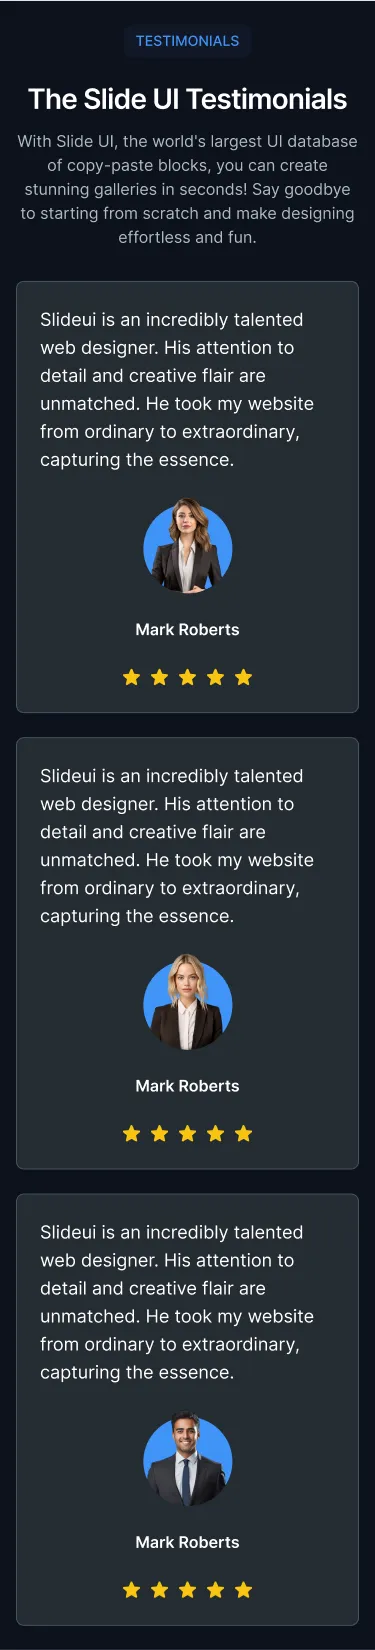 TESTIMONIALS
The Slide UI Testimonials
With Slide UI, the world's largest UI database
of copy-paste blocks, you can create
stunning galleries in seconds! Say goodbye
to starting from scratch and make designing
effortless and fun.
Slideui is an incredibly talented
web designer. His attention to
detail and creative flair are
unmatched. He took my website
from ordinary to extraordinary,
capturing the essence.
Mark Roberts
Slideui is an incredibly talented
web designer. His attention to
detail and creative flair are
unmatched. He took my website
from ordinary to extraordinary,
capturing the essence.
Mark Roberts
Slideui is an incredibly talented
web designer. His attention to
detail and creative flair are
unmatched. He took my website
from ordinary to extraordinary,
capturing the essence.
Mark Roberts